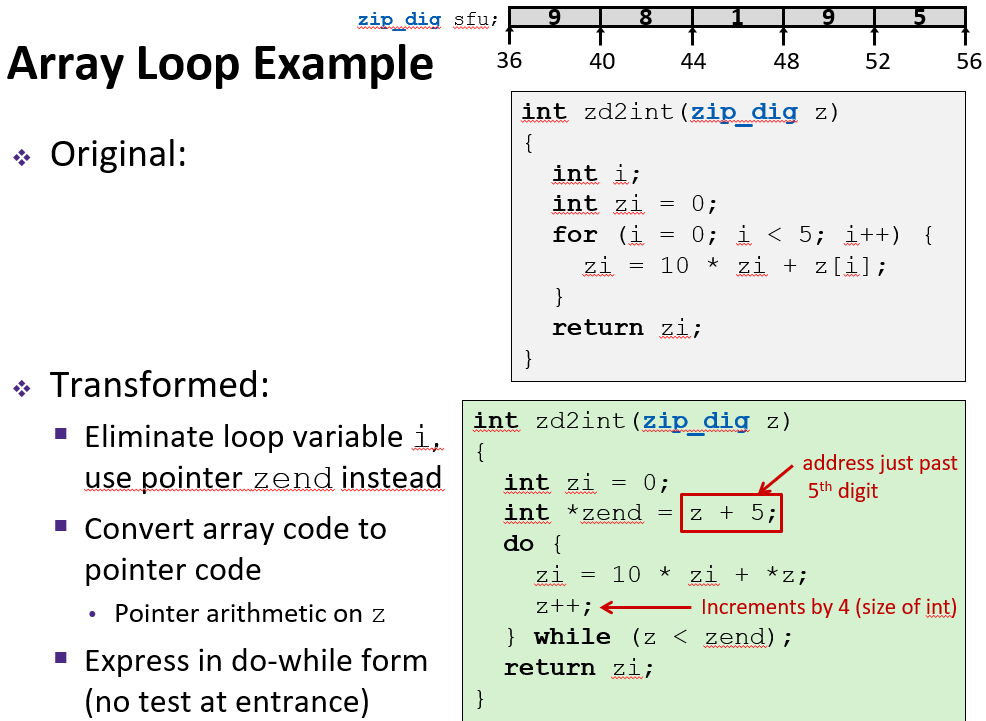 zip_dig sfu; 9 8 1 9 5
36 40 44 48 52 56
Array Loop Example
❖ Original:
int zd2int(zip_dig z)
{
  int i;
  int zi = 0;
  for (i = 0; i < 5; i++) {
    zi = 10 * zi + z[i];
  }
  return zi;
}
❖ Transformed:
▪ Eliminate loop variable i,
use pointer zend instead
▪ Convert array code to
pointer code
• Pointer arithmetic on z
▪ Express in do-while form
(no test at entrance)
int zd2int(zip_dig z)
{
  int zi = 0;
  int *zend = z + 5;
  do {
    zi = 10 * zi + *z;
    z++;
  } while (z < zend);
  return zi;
}
address just past
5th digit
Increments by 4 (size of int)